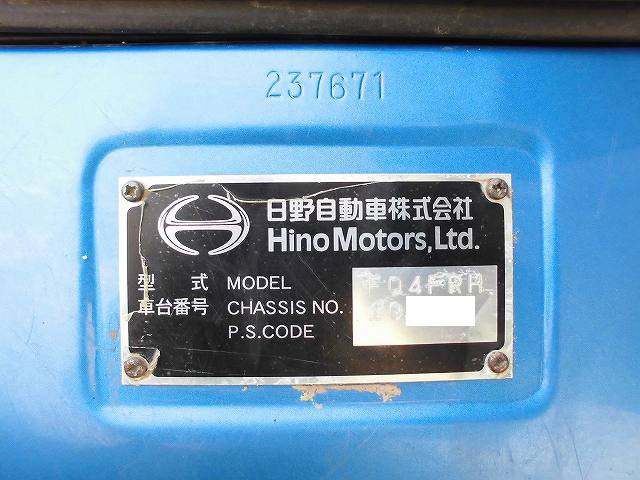 237671
日野自動車株式会社
Hino Motors, Ltd.
型 式 MODEL
車台番号 CHASSIS NO.
P.S.CODE